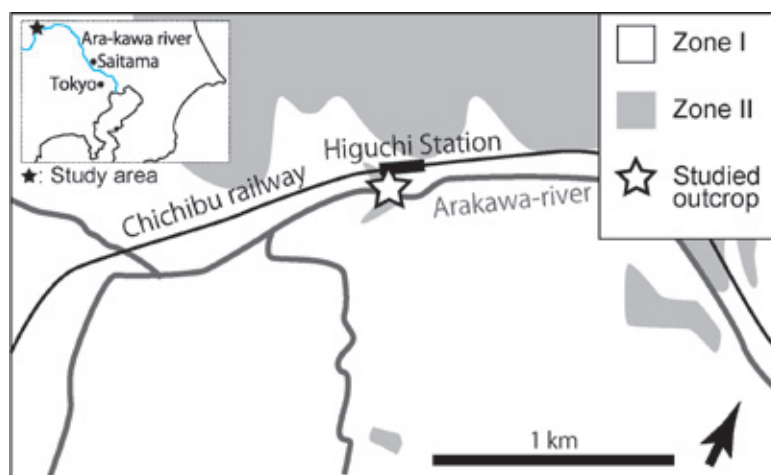 Ara-kawa river
Saitama
Tokyo
★: Study area
Zone I
Zone II
Studied
outcrop
Higuchi Station
Chichibu railway
Arakawa-river
1 km